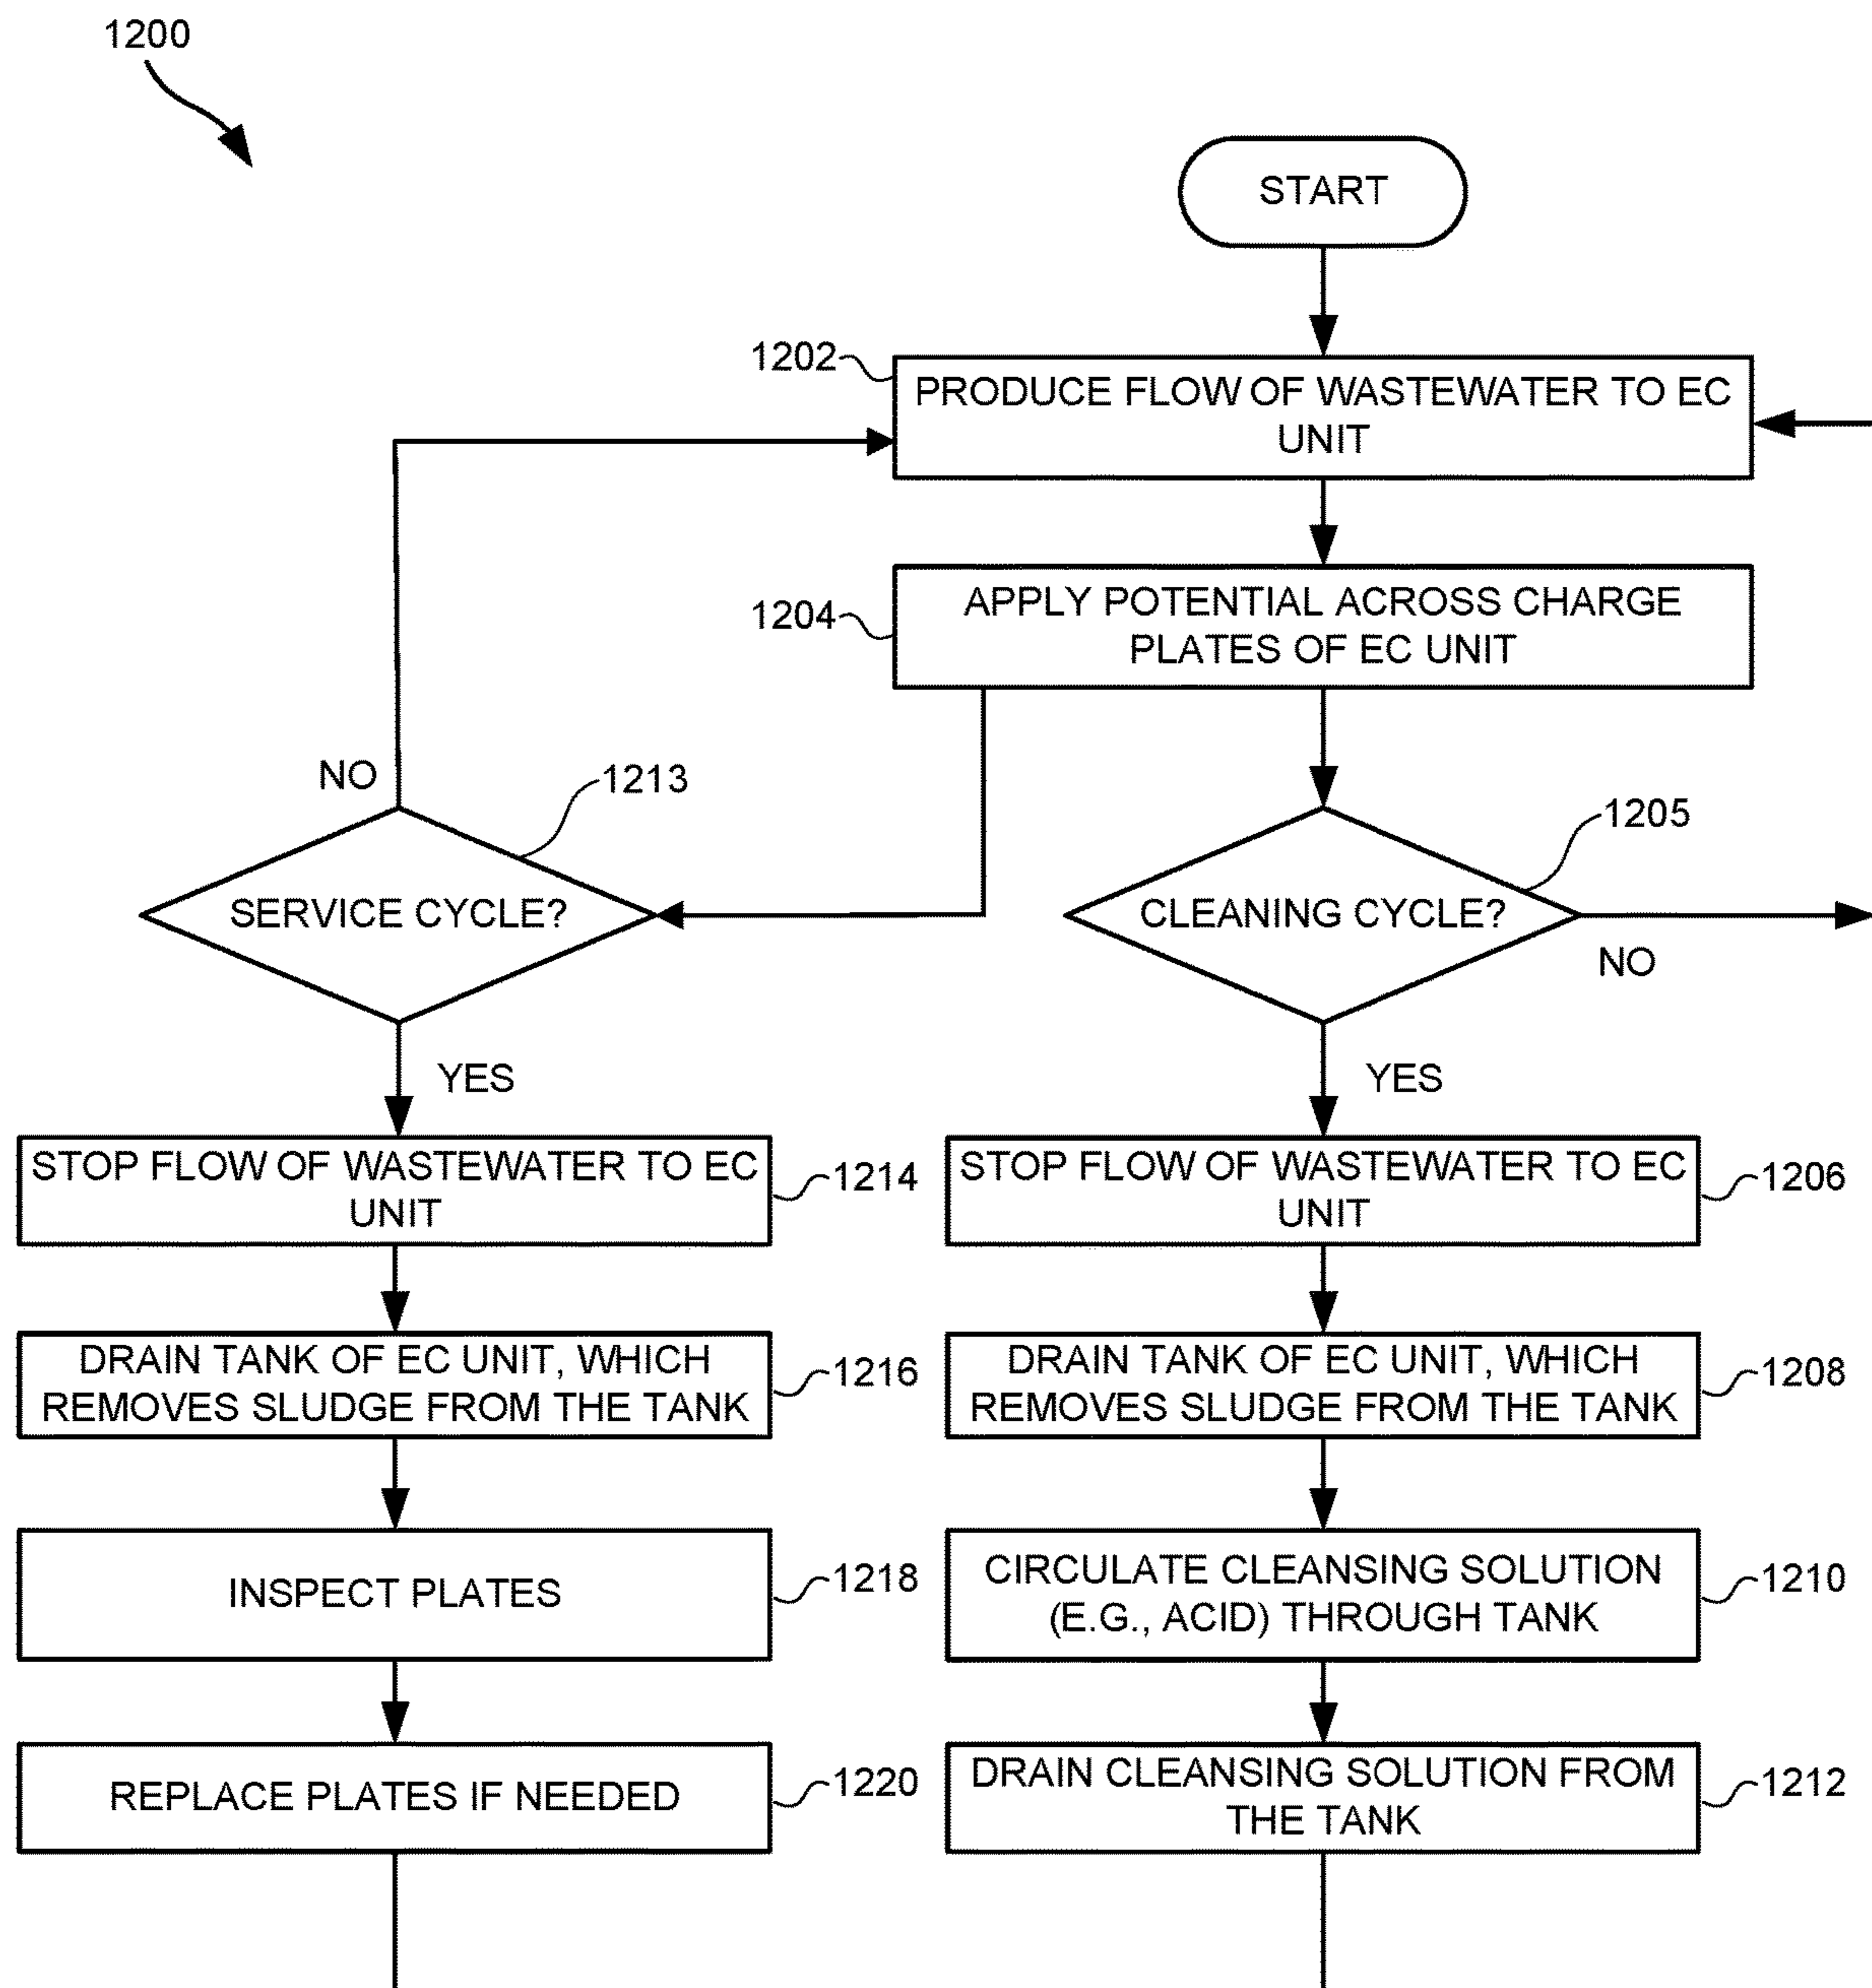 1200
START
1202
PRODUCE FLOW OF WASTEWATER TO EC
UNIT
1204
APPLY POTENTIAL ACROSS CHARGE
PLATES OF EC UNIT
NO
1213
SERVICE CYCLE?
1205
CLEANING CYCLE?
NO
YES
YES
STOP FLOW OF WASTEWATER TO EC
UNIT
1214
STOP FLOW OF WASTEWATER TO EC
UNIT
1206
DRAIN TANK OF EC UNIT, WHICH
REMOVES SLUDGE FROM THE TANK
1216
DRAIN TANK OF EC UNIT, WHICH
REMOVES SLUDGE FROM THE TANK
1208
INSPECT PLATES
1218
CIRCULATE CLEANSING SOLUTION
(E.G., ACID) THROUGH TANK
1210
REPLACE PLATES IF NEEDED
1220
DRAIN CLEANSING SOLUTION FROM
THE TANK
1212